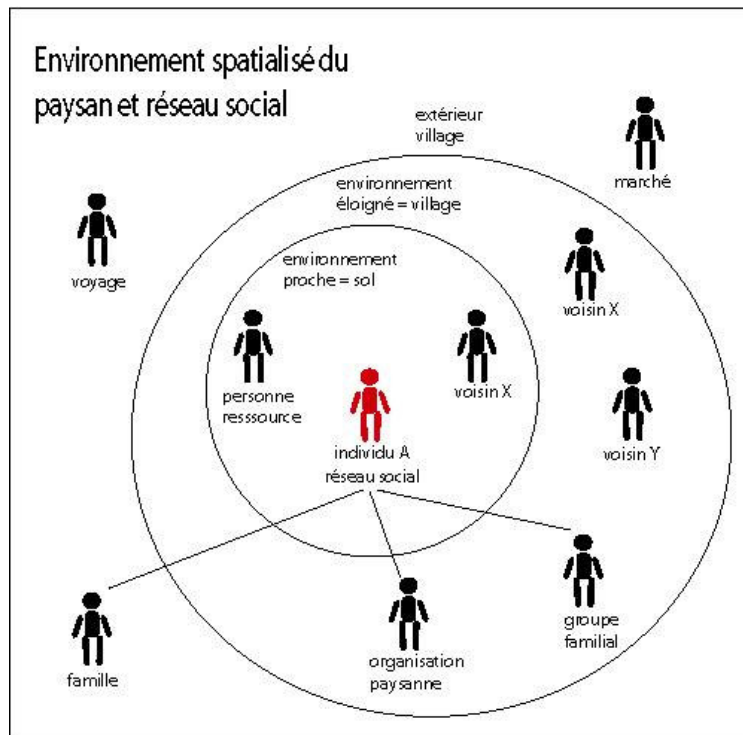 Environnement spatialisé du
paysan et réseau social
extérieur
village
marché
environnement
éloigné = village
voyage
environnement
proche = sol
voisin X
personne
resssource
voisin X
individu A
réseau social
voisin Y
groupe
familial
famille
organisation
paysanne